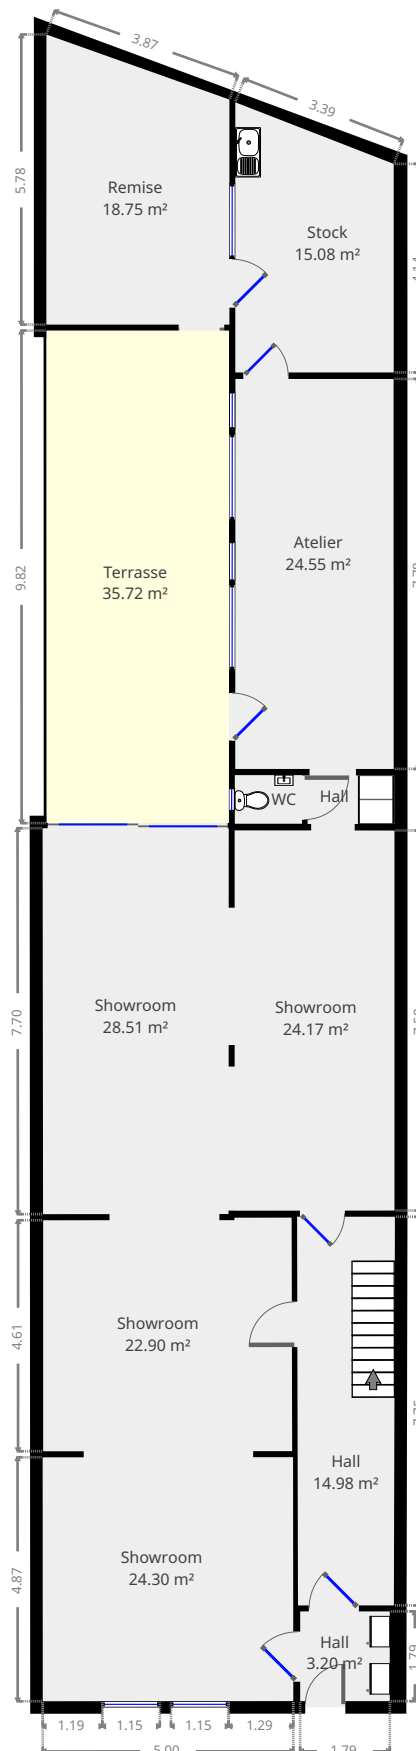 3.87
3.39
5.78
Remise
18.75 m²
Stock
15.08 m²
9.82
Terrasse
35.72 m²
Atelier
24.55 m²
WC
Hall
7.70
Showroom
28.51 m²
Showroom
24.17 m²
4.61
Showroom
22.90 m²
Hall
14.98 m²
4.87
Showroom
24.30 m²
Hall
3.20 m²
1.79
1.19
1.15
1.15
1.29
5.00
1.79